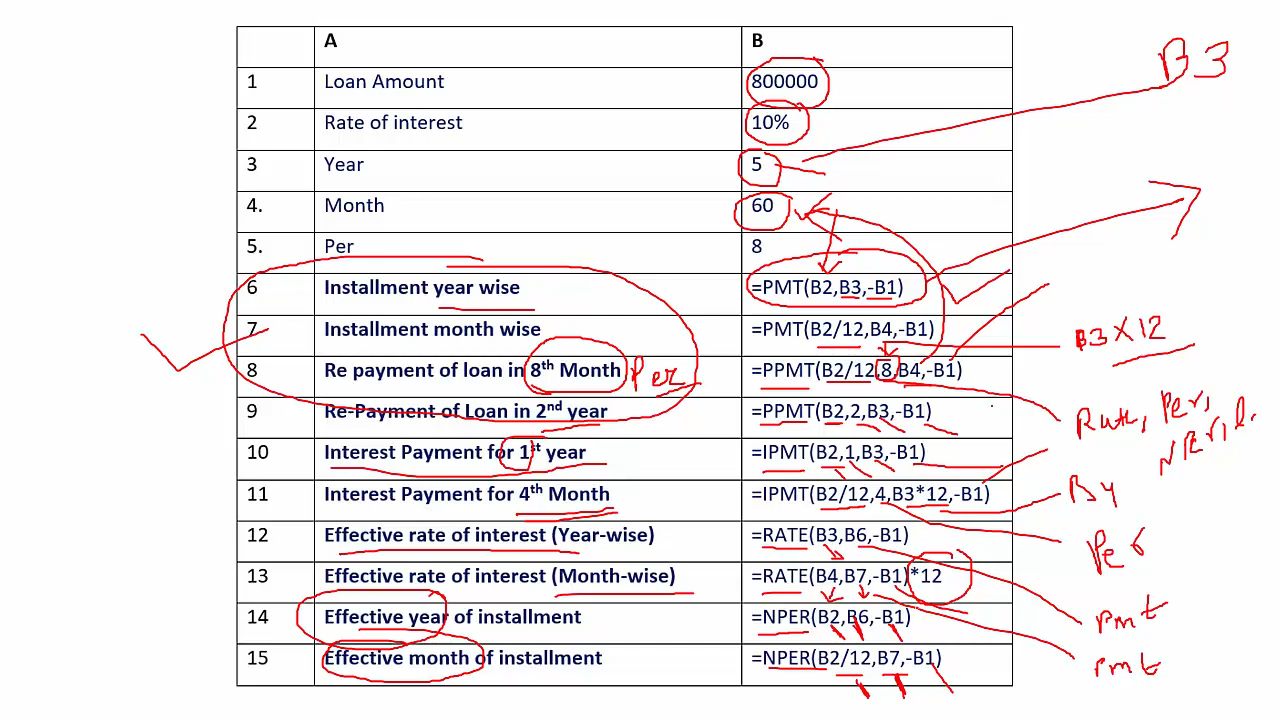 A B
B3
1 Loan Amount 800000
2 Rate of interest 10%
3 Year 5
4. Month 60
5. Per 8
6 Installment year wise =PMT(B2,B3,-B1)
7 Installment month wise =PMT(B2/12,B4,-B1)
B3X12
8 Re payment of loan in 8th Month Per =PPMT(B2/12,8,B4,-B1)
9 Re-Payment of Loan in 2nd year =PPMT(B2,2,B3,-B1)
Per,
NPer,
10 Interest Payment for 1st year =IPMT(B2,1,B3,-B1)
11 Interest Payment for 4th Month =IPMT(B2/12,4,B3*12,-B1)
B4
12 Effective rate of interest (Year-wise) =RATE(B3,B6,-B1)
13 Effective rate of interest (Month-wise) =RATE(B4,B7,-B1)*12
14 Effective year of installment =NPER(B2,B6,-B1)
Pmt
15 Effective month of installment =NPER(B2/12,B7,-B1)
Pmt